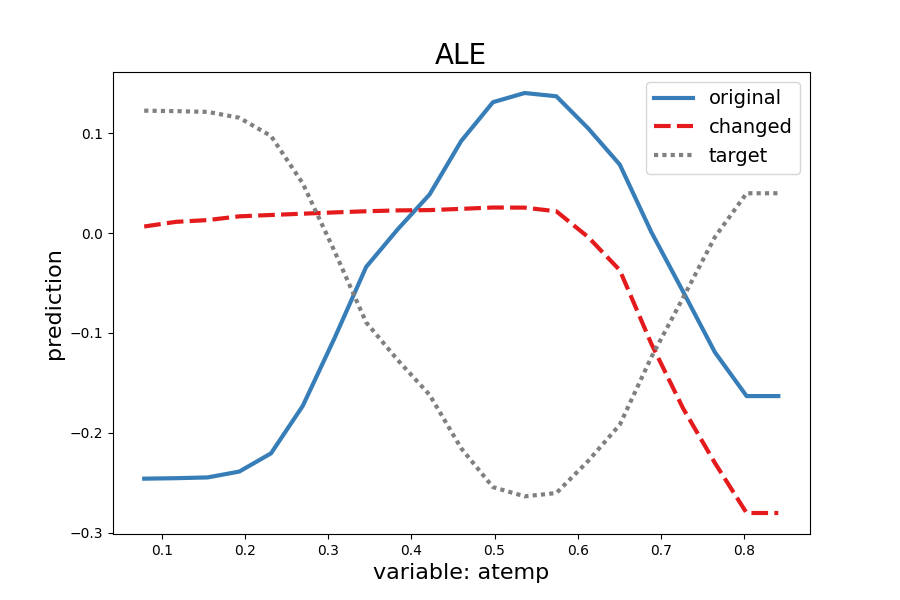 ALE
original
changed
target
prediction
0.1
0.0
−0.1
−0.2
−0.3
0.1 0.2 0.3 0.4 0.5 0.6 0.7 0.8
variable: atemp